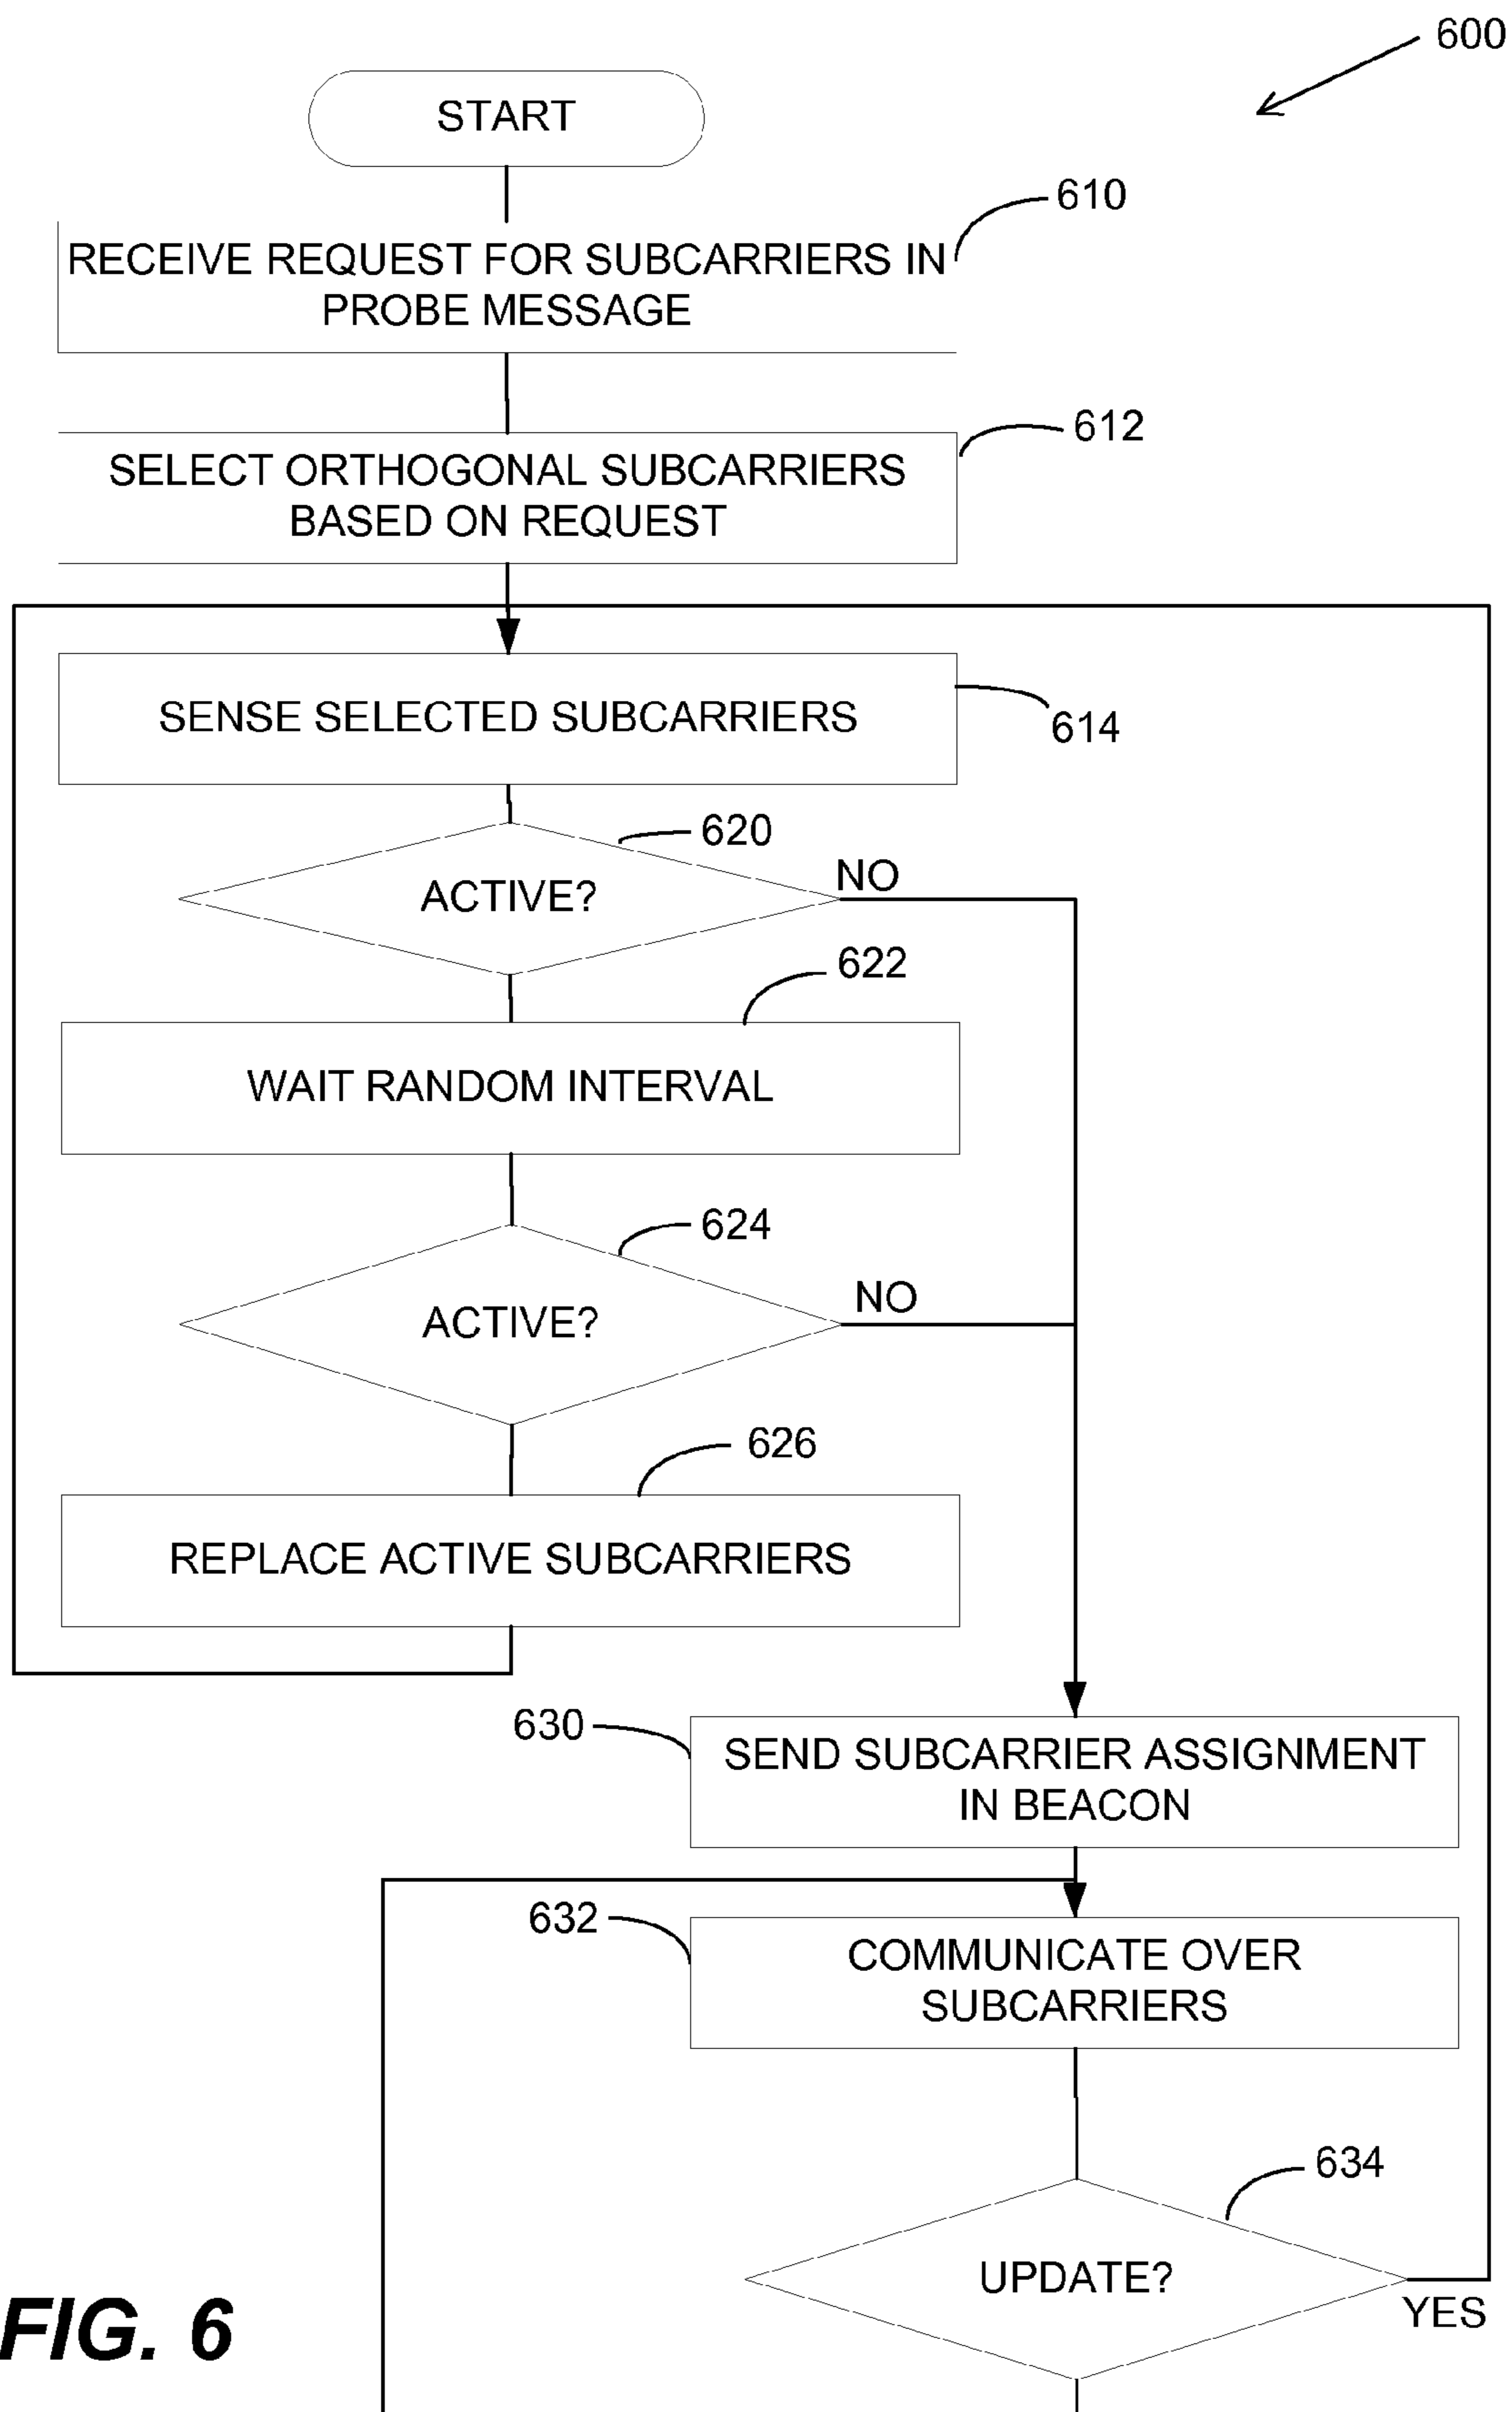 600
START
610
RECEIVE REQUEST FOR SUBCARRIERS IN
PROBE MESSAGE
612
SELECT ORTHOGONAL SUBCARRIERS
BASED ON REQUEST
SENSE SELECTED SUBCARRIERS
614
620
ACTIVE?
NO
622
WAIT RANDOM INTERVAL
624
ACTIVE?
NO
626
REPLACE ACTIVE SUBCARRIERS
630
SEND SUBCARRIER ASSIGNMENT
IN BEACON
632
COMMUNICATE OVER
SUBCARRIERS
634
UPDATE?
YES
FIG. 6